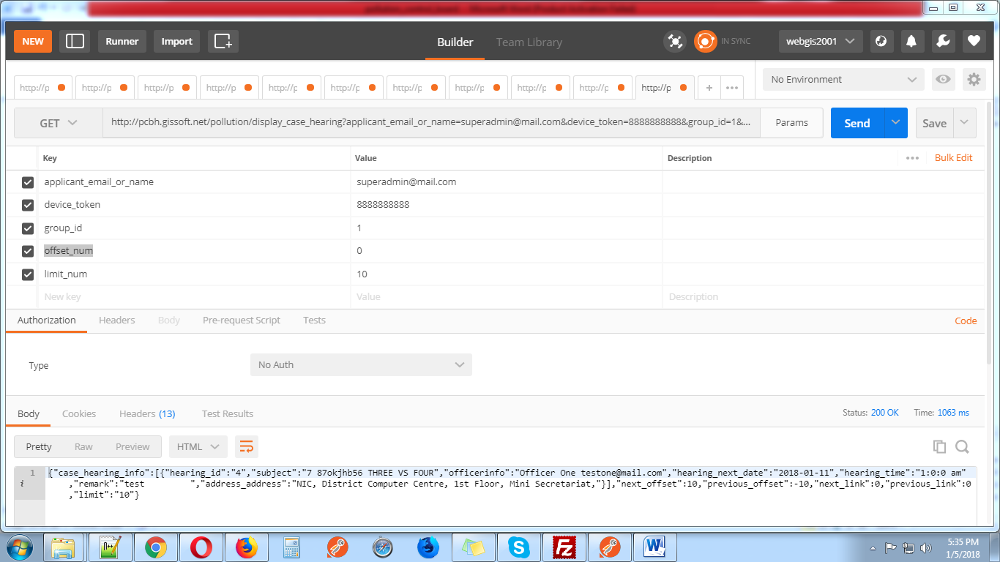 NEW Runner Import Builder Team Library IN SYNC webgis2001
http://p http://p http://p http://p http://p http://p http://p http://p http://p http://p http://p + ••• No Environment
GET http://pcbh.gissoft.net/pollution/display_case_hearing?applicant_email_or_name=superadmin@mail.com&device_token=8888888888&group_id=1&... Params Send Save
Key Value Description ••• Bulk Edit
applicant_email_or_name superadmin@mail.com
device_token 8888888888
group_id 1
offset_num 0
limit_num 10
New key Value Description
Authorization Headers Body Pre-request Script Tests Code
Type No Auth
Body Cookies Headers (13) Test Results Status: 200 OK Time: 1063 ms
Pretty Raw Preview HTML
1 {"case_hearing_info":[{"hearing_id":"4","subject":"7 87okjhb56 THREE VS FOUR","officerinfo":"Officer One testone@mail.com","hearing_next_date":"2018-01-11","hearing_time":"1:0:0 am"
i ,"remark":"test ","address_address":"NIC, District Computer Centre, 1st Floor, Mini Secretariat,"}],"next_offset":10,"previous_offset":-10,"next_link":0,"previous_link":0
,"limit":"10"}
5:35 PM
1/5/2018